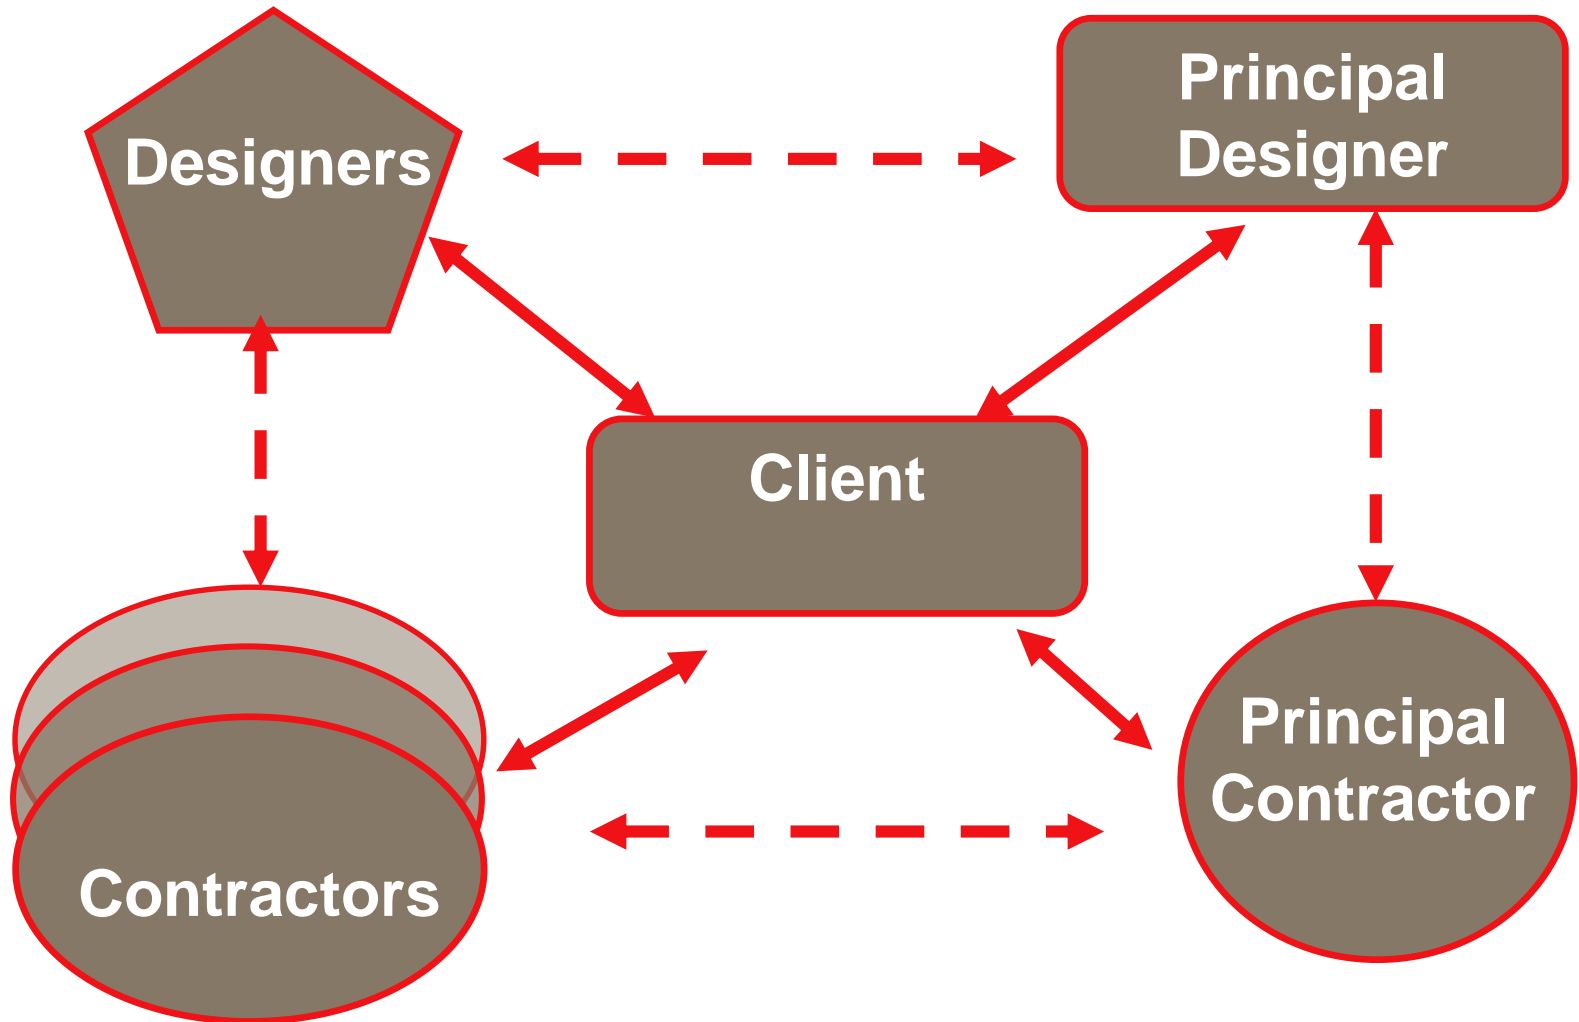 Designers
Principal
Designer
Client
Contractors
Principal
Contractor